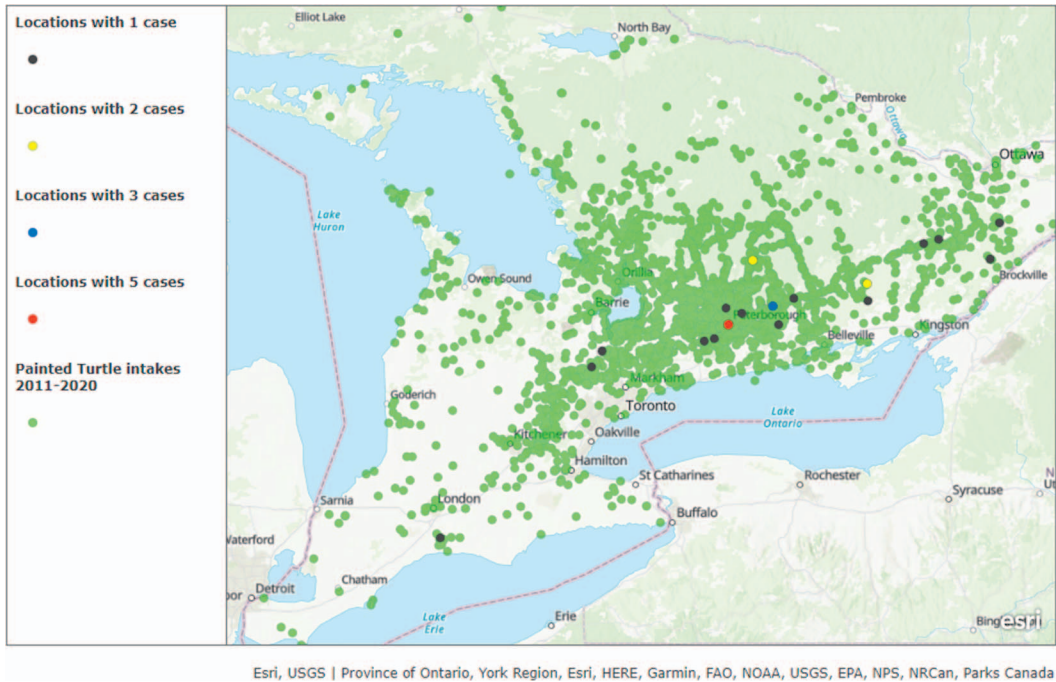 Locations with 1 case
Locations with 2 cases
Locations with 3 cases
Locations with 5 cases
Painted Turtle intakes
2011-2020
Elliot Lake
North Bay
Pembroke
Ottawa
Ottawa
Lake
Huron
Owen Sound
Orillia
Barrie
Peterborough
Belleville
Kingston
Brockville
Goderich
Markham
Toronto
Lake
Ontario
Kitchener
Oakville
Hamilton
St Catharines
Rochester
Syracuse
N
Ut
Sarnia
London
Buffalo
Waterford
Detroit
bor
Chatham
Lake
Erie
Erie
Bing
esri
Esri, USGS | Province of Ontario, York Region, Esri, HERE, Garmin, FAO, NOAA, USGS, EPA, NPS, NRCan, Parks Canada